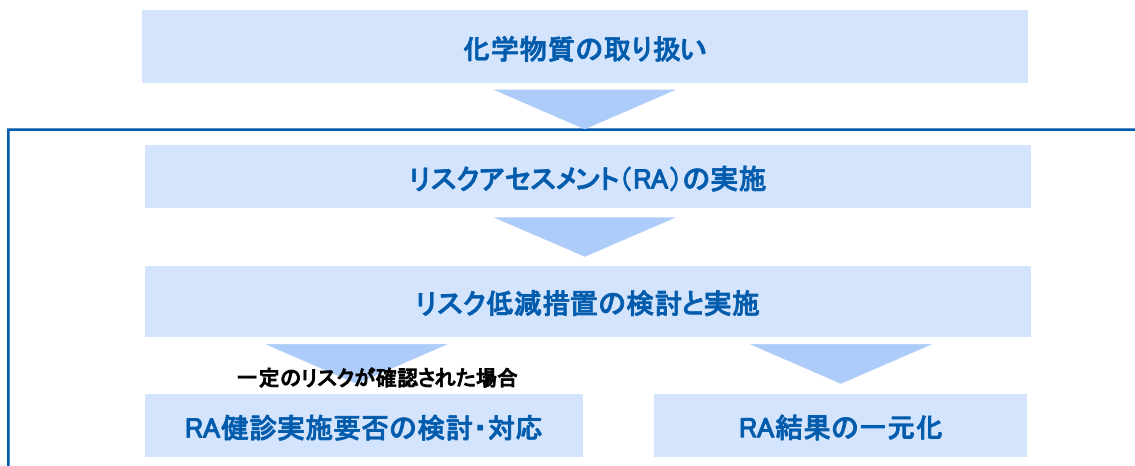 化学物質の取り扱い
リスクアセスメント（RA）の実施
リスク低減措置の検討と実施
一定のリスクが確認された場合
RA健診実施要否の検討・対応
RA結果の一元化